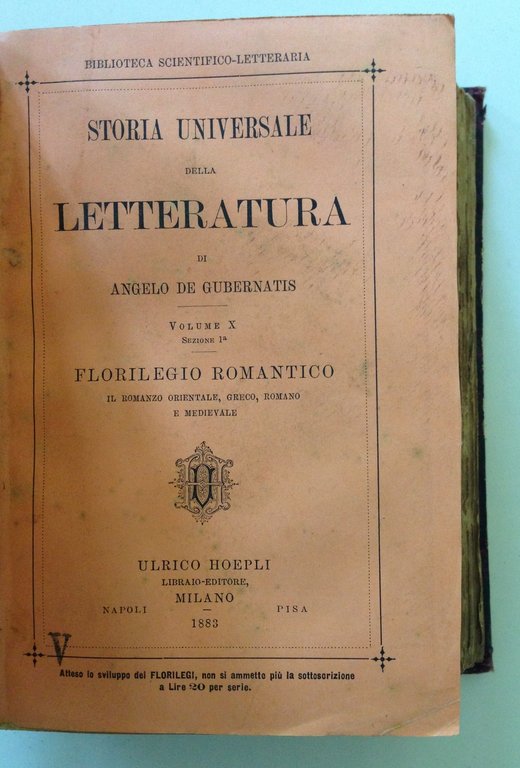 BIBLIOTECA SCIENTIFICO-LETTERARIA
STORIA UNIVERSALE
DELLA
LETTERATURA
DI
ANGELO DE GUBERNATIS
VOLUME X
SEZIONE 1ª
FLORILEGIO ROMANTICO
IL ROMANZO ORIENTALE, GRECO, ROMANO
E MEDIEVALE
ULRICO HOEPLI
LIBRAIO-EDITORE,
MILANO
NAPOLI — PISA
1883
V
Atteso lo sviluppo dei FLORILEGI, non si ammette più la sottoscrizione
a Lire 20 per serie.